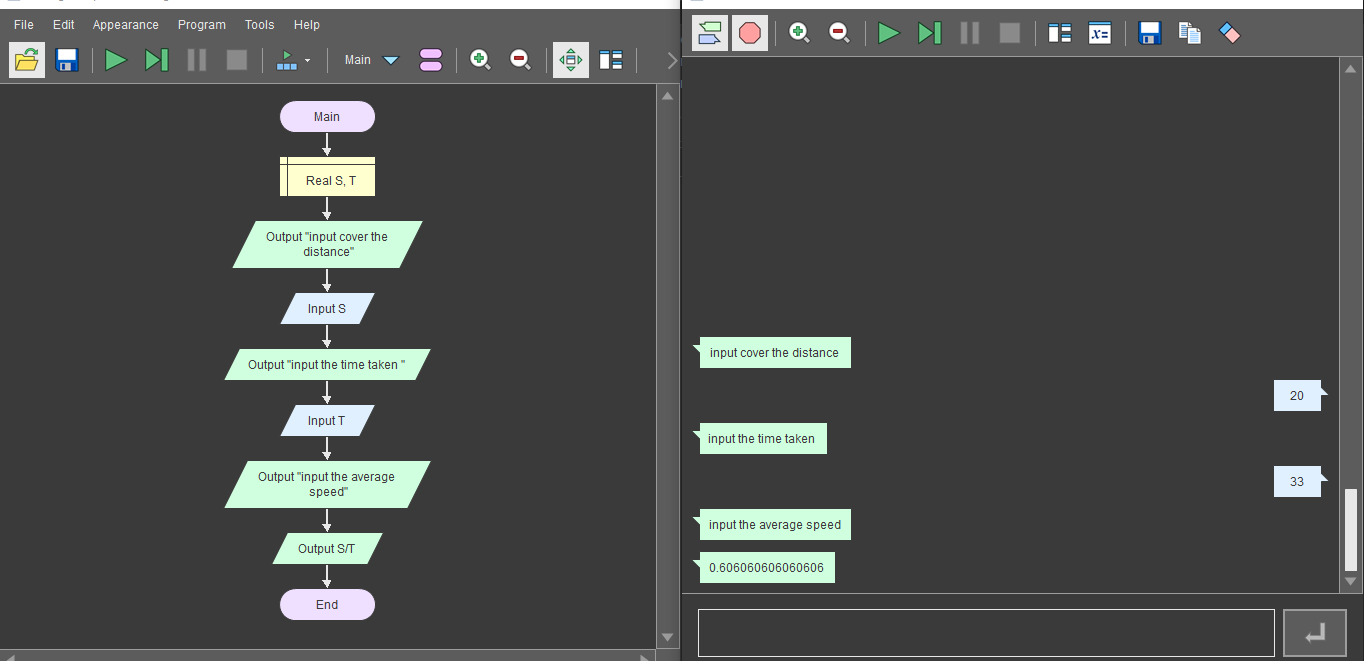 File Edit Appearance Program Tools Help
Main
Main
Real S, T
Output "input cover the
distance"
Input S
Output "input the time taken "
Input T
Output "input the average
speed"
Output S/T
End
x=
input cover the distance
20
input the time taken
33
input the average speed
0.606060606060606